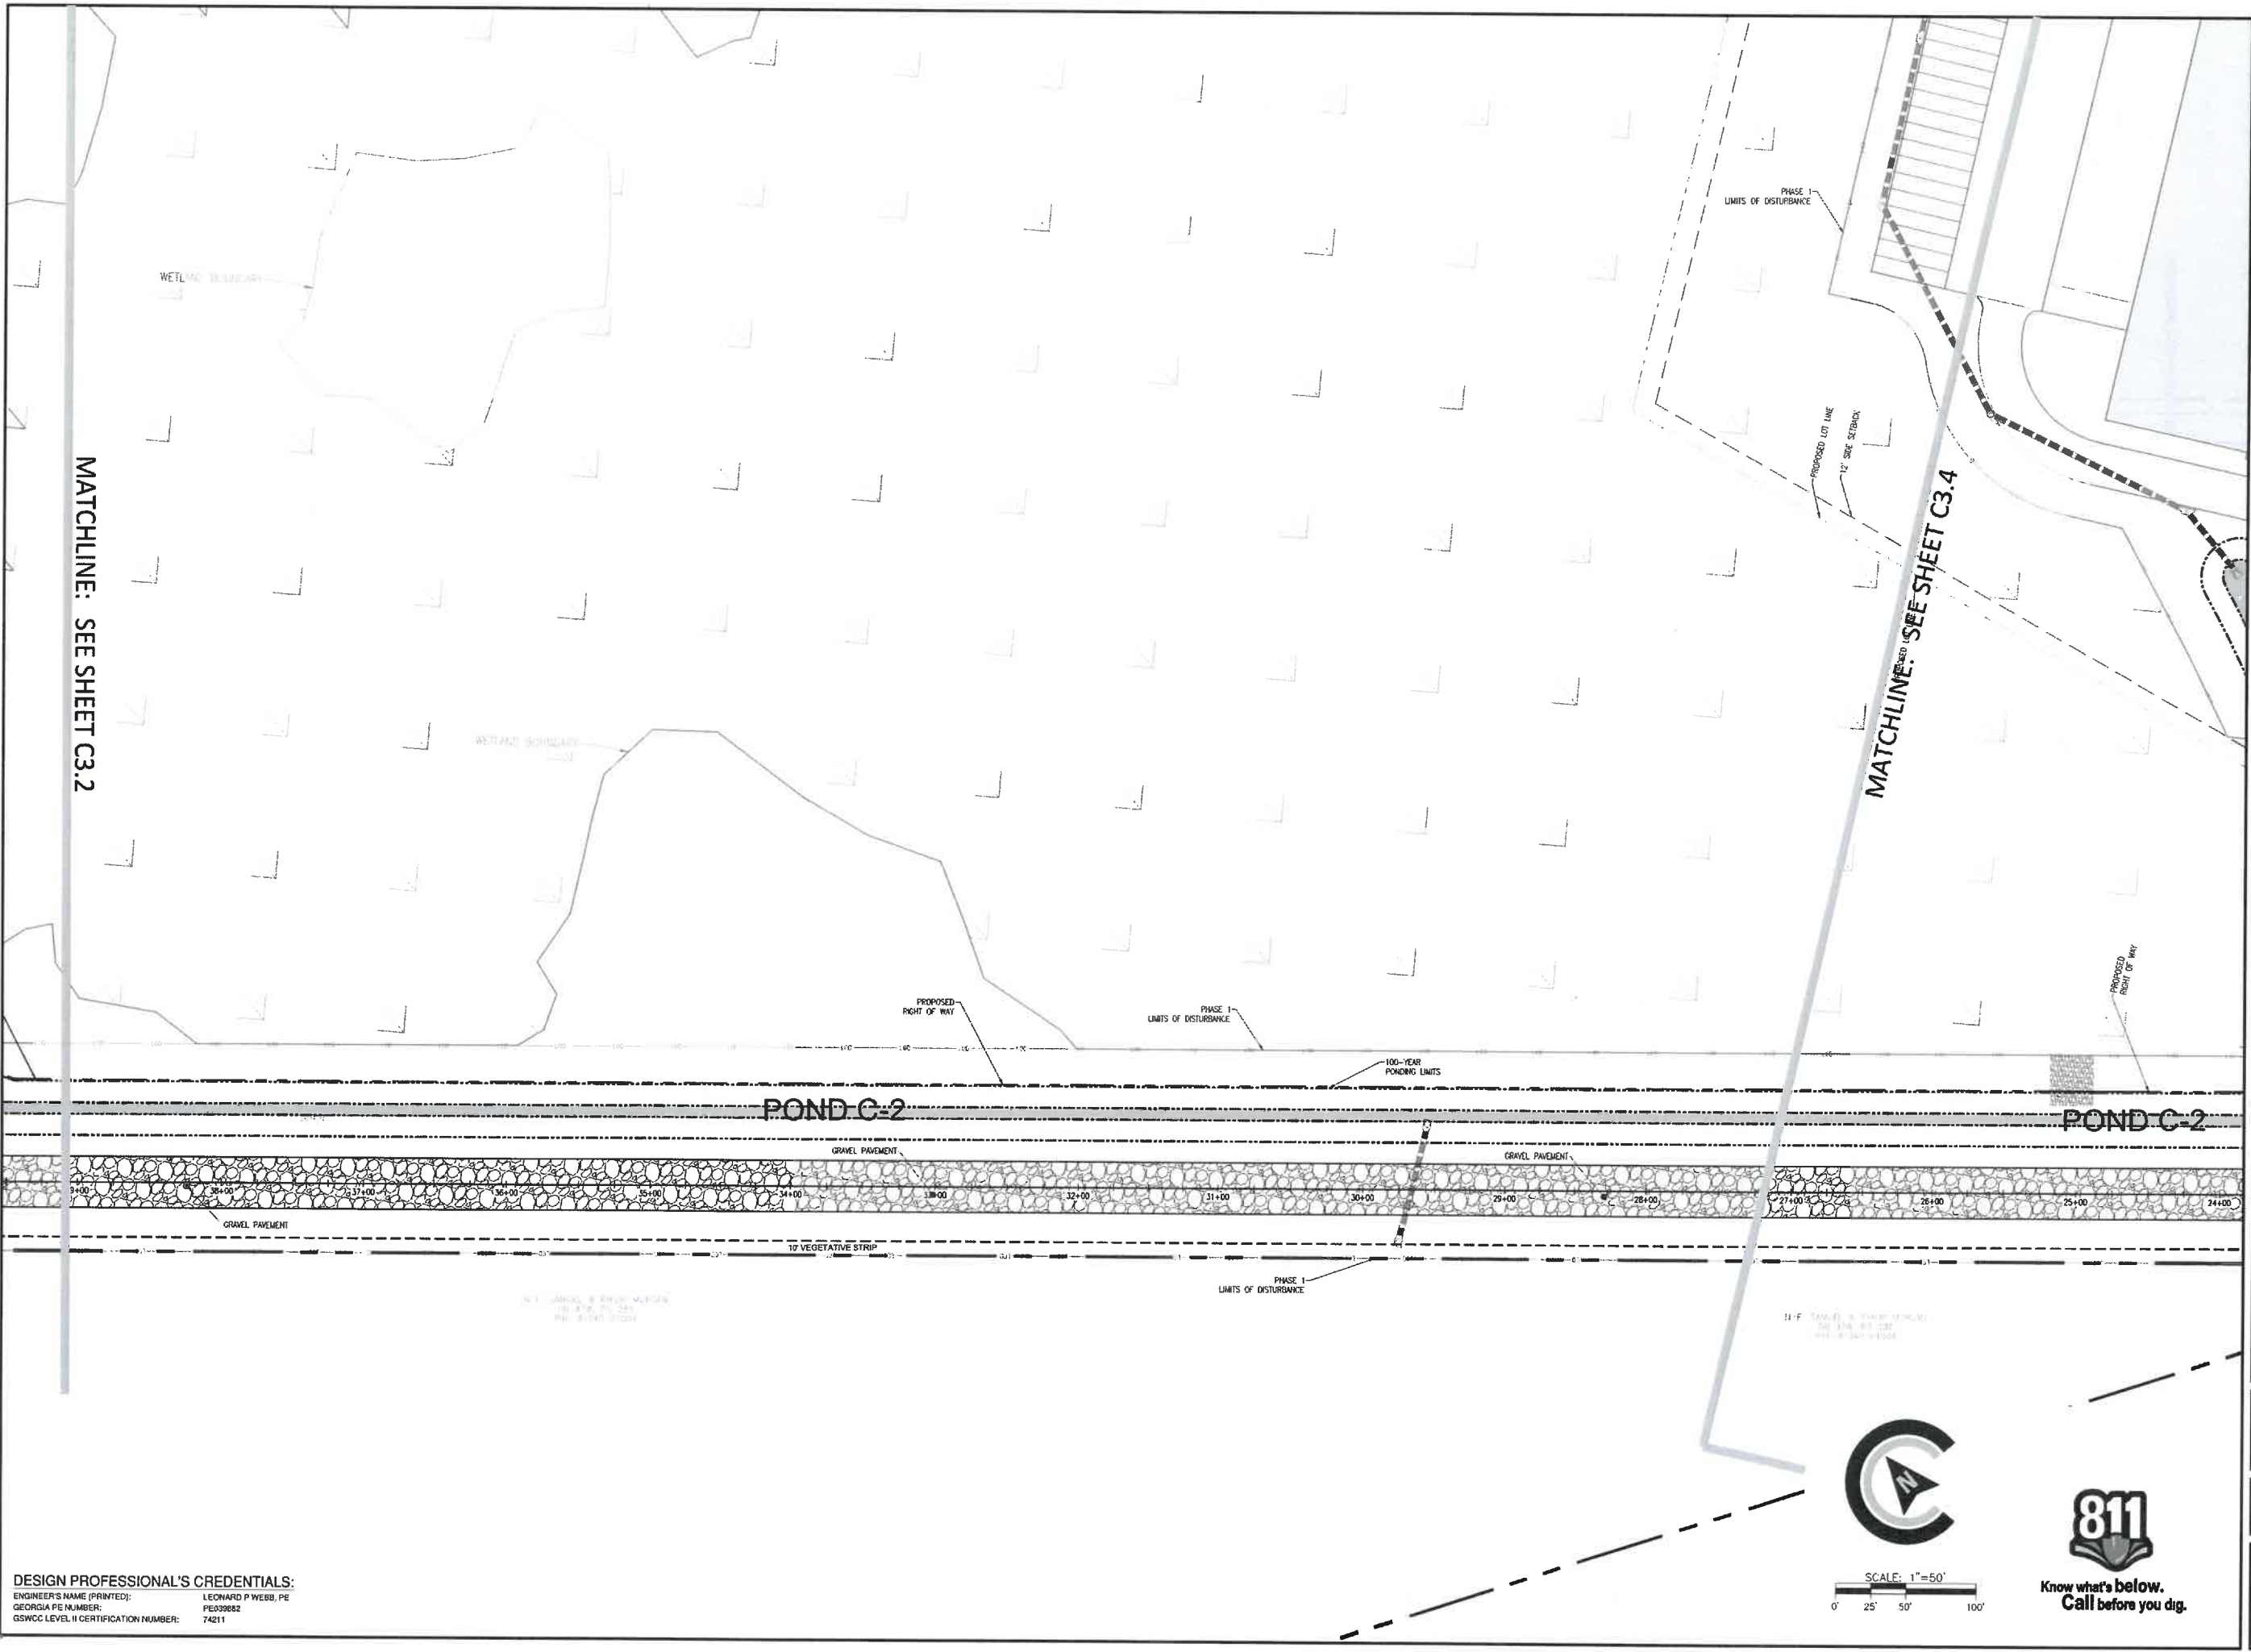 PHASE 1
LIMITS OF DISTURBANCE
WETLAND BOUNDARY
PROPOSED LOT LINE
12' SIDE SETBACK
MATCHLINE: SEE SHEET C3.2
MATCHLINE: SEE SHEET C3.4
WETLAND BOUNDARY
PROPOSED
RIGHT OF WAY
PHASE 1
LIMITS OF DISTURBANCE
PROPOSED
RIGHT OF WAY
100-YEAR
PONDING LIMITS
POND C-2
POND C-2
GRAVEL PAVEMENT
GRAVEL PAVEMENT
9+00 38+00 37+00 36+00 35+00 34+00 33+00 32+00 31+00 30+00 29+00 28+00 27+00 26+00 25+00 24+00
GRAVEL PAVEMENT
10' VEGETATIVE STRIP
PHASE 1
LIMITS OF DISTURBANCE
N/F
N
811
SCALE: 1"=50'
0' 25' 50' 100'
Know what's below.
Call before you dig.
DESIGN PROFESSIONAL'S CREDENTIALS:
ENGINEER'S NAME (PRINTED): LEONARD P WEBB, PE
GEORGIA PE NUMBER: PE039882
GSWCC LEVEL II CERTIFICATION NUMBER: 74211